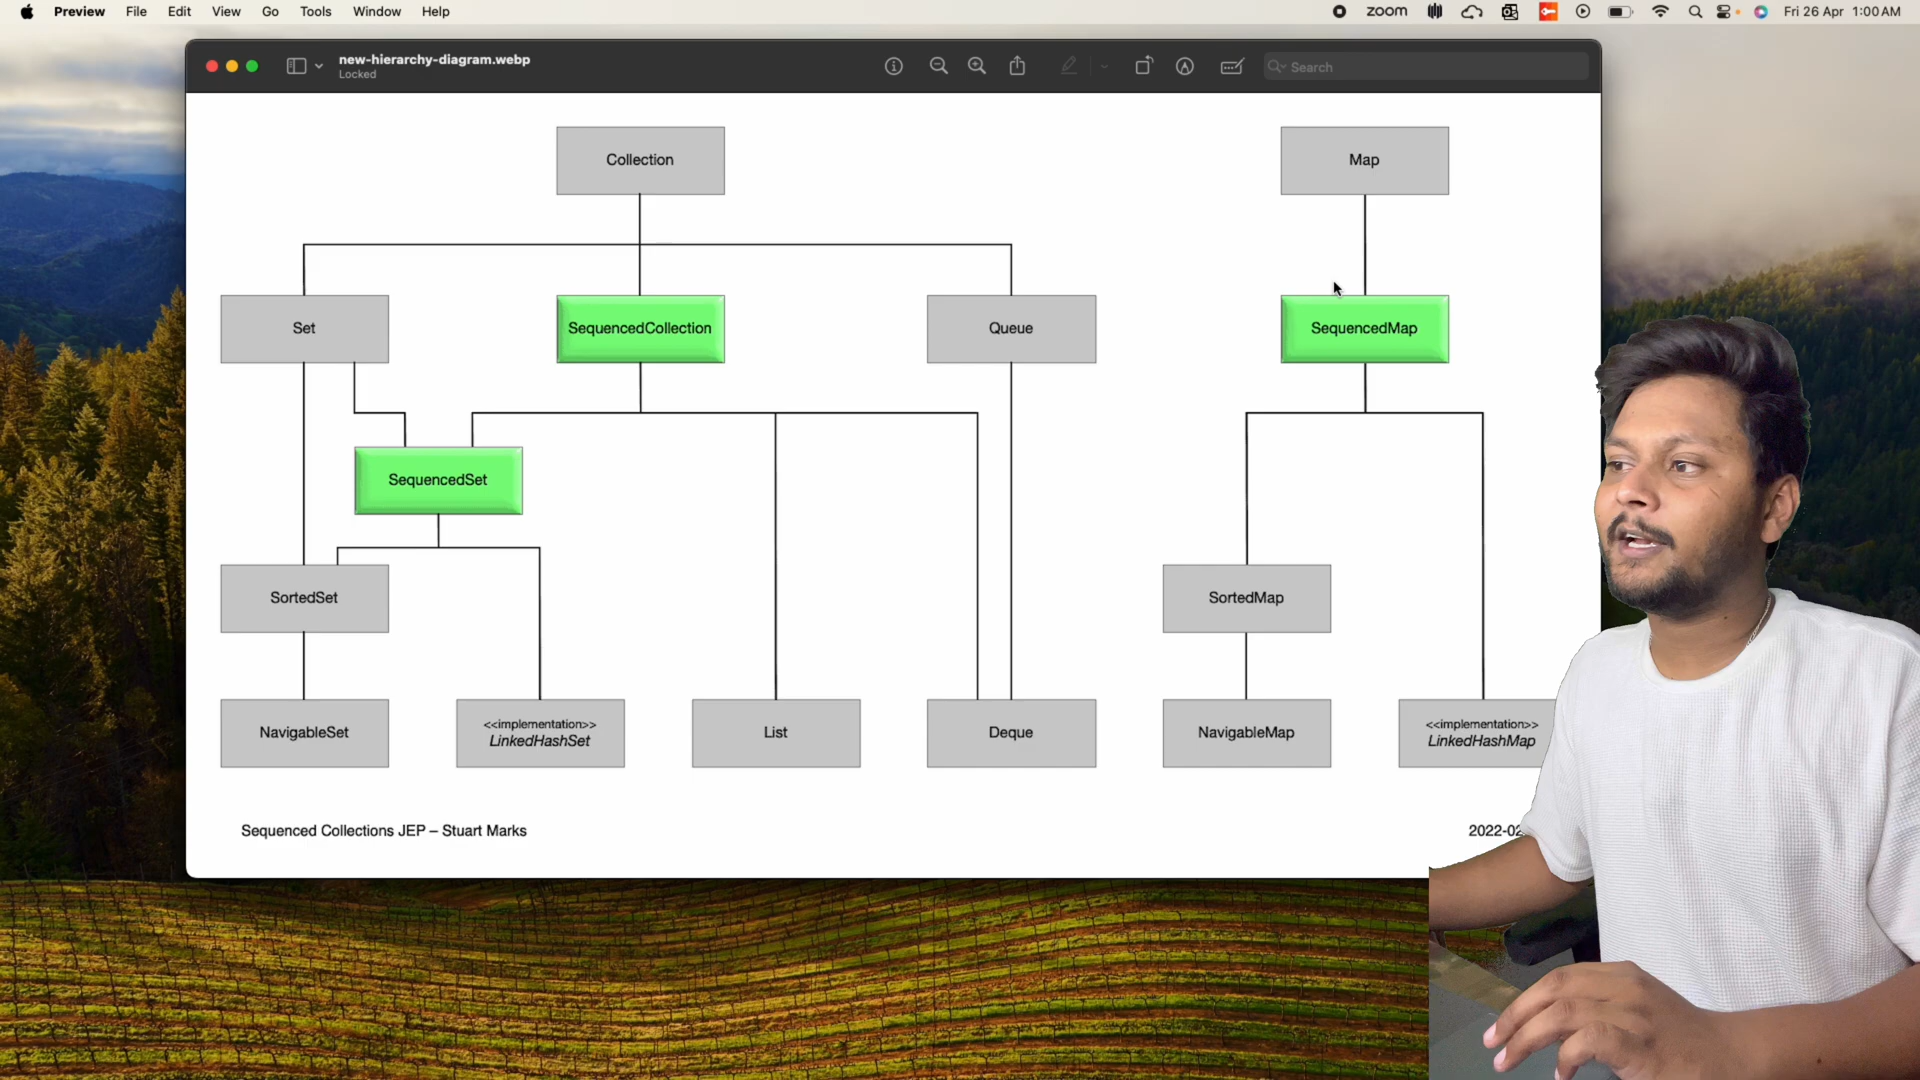 Preview File Edit View Go Tools Window Help
zoom
Fri 26 Apr 1:00 AM
new-hierarchy-diagram.webp
Locked
Search
Collection
Map
Set
SequencedCollection
Queue
SequencedMap
SequencedSet
SortedSet
SortedMap
NavigableSet
<<implementation>>
LinkedHashSet
List
Deque
NavigableMap
<<implementation>>
LinkedHashMap
Sequenced Collections JEP – Stuart Marks
2022-02